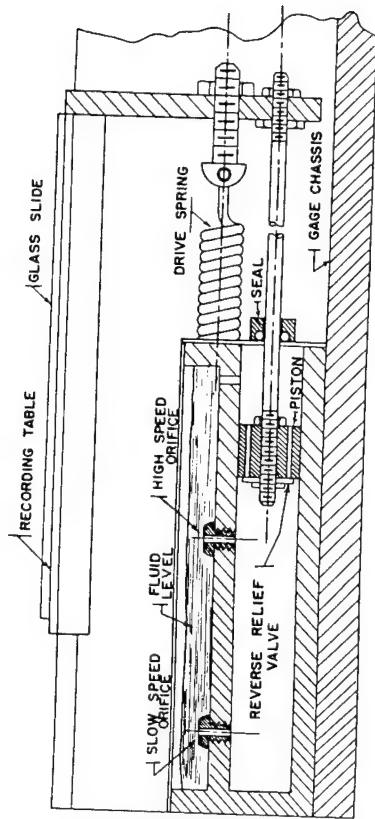 RECORDING TABLE
GLASS SLIDE
SLOW SPEED
ORIFICE
FLUID
LEVEL
HIGH SPEED
ORIFICE
DRIVE SPRING
SEAL
REVERSE RELIEF
VALVE
PISTON
GAGE CHASSIS